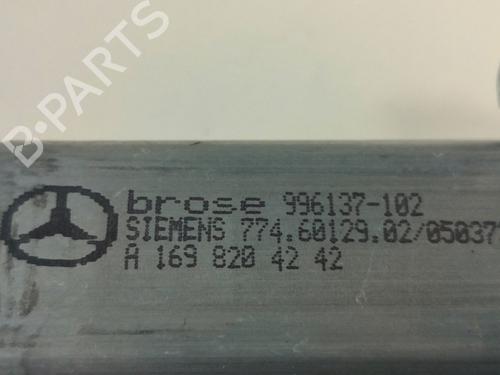 B-PARTS
brose 996137-102
SIEMENS 774.60129.02/05037
A 169 820 42 42